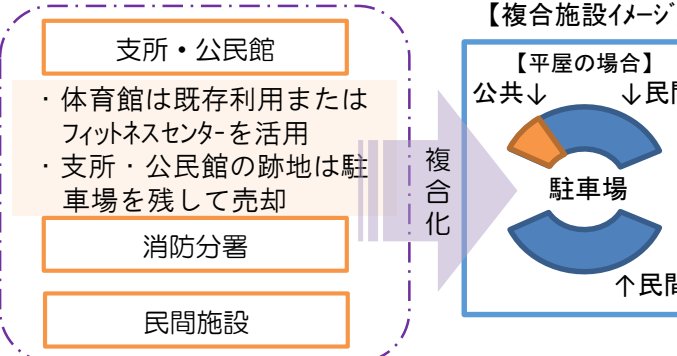 支所・公民館
・体育館は既存利用または
フィットネスセンターを活用
・支所・公民館の跡地は駐
車場を残して売却
消防分署
民間施設
複合化
【複合施設イメージ
【平屋の場合】
公共↓ ↓民間
駐車場
↑民間